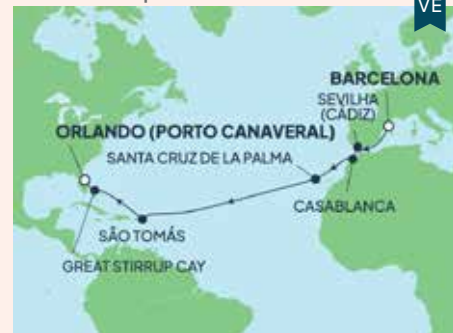 VE
BARCELONA
SEVILHA
(CÁDIZ)
ORLANDO (PORTO CANAVERAL)
SANTA CRUZ DE LA PALMA
CASABLANCA
SÃO TOMÁS
GREAT STIRRUP CAY